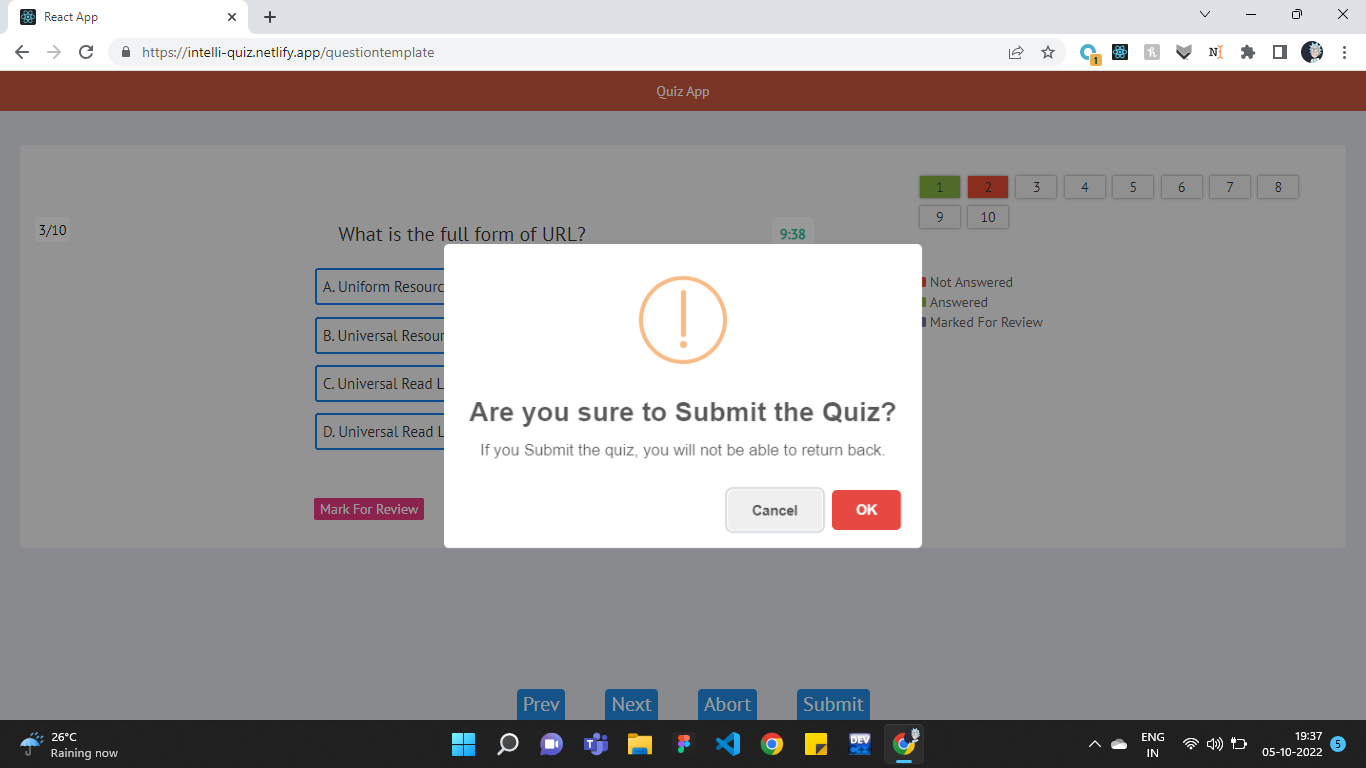 React App
https://intelli-quiz.netlify.app/questiontemplate
1
Quiz App
1 2 3 4 5 6 7 8
9 10
3/10
What is the full form of URL?
9:38
A. Uniform Resourc
B. Universal Resour
C. Universal Read L
D. Universal Read L
Not Answered
Answered
Marked For Review
Are you sure to Submit the Quiz?
If you Submit the quiz, you will not be able to return back.
Cancel OK
Mark For Review
Prev Next Abort Submit
26°C
Raining now
DEV
ENG
IN
19:37
05-10-2022
5